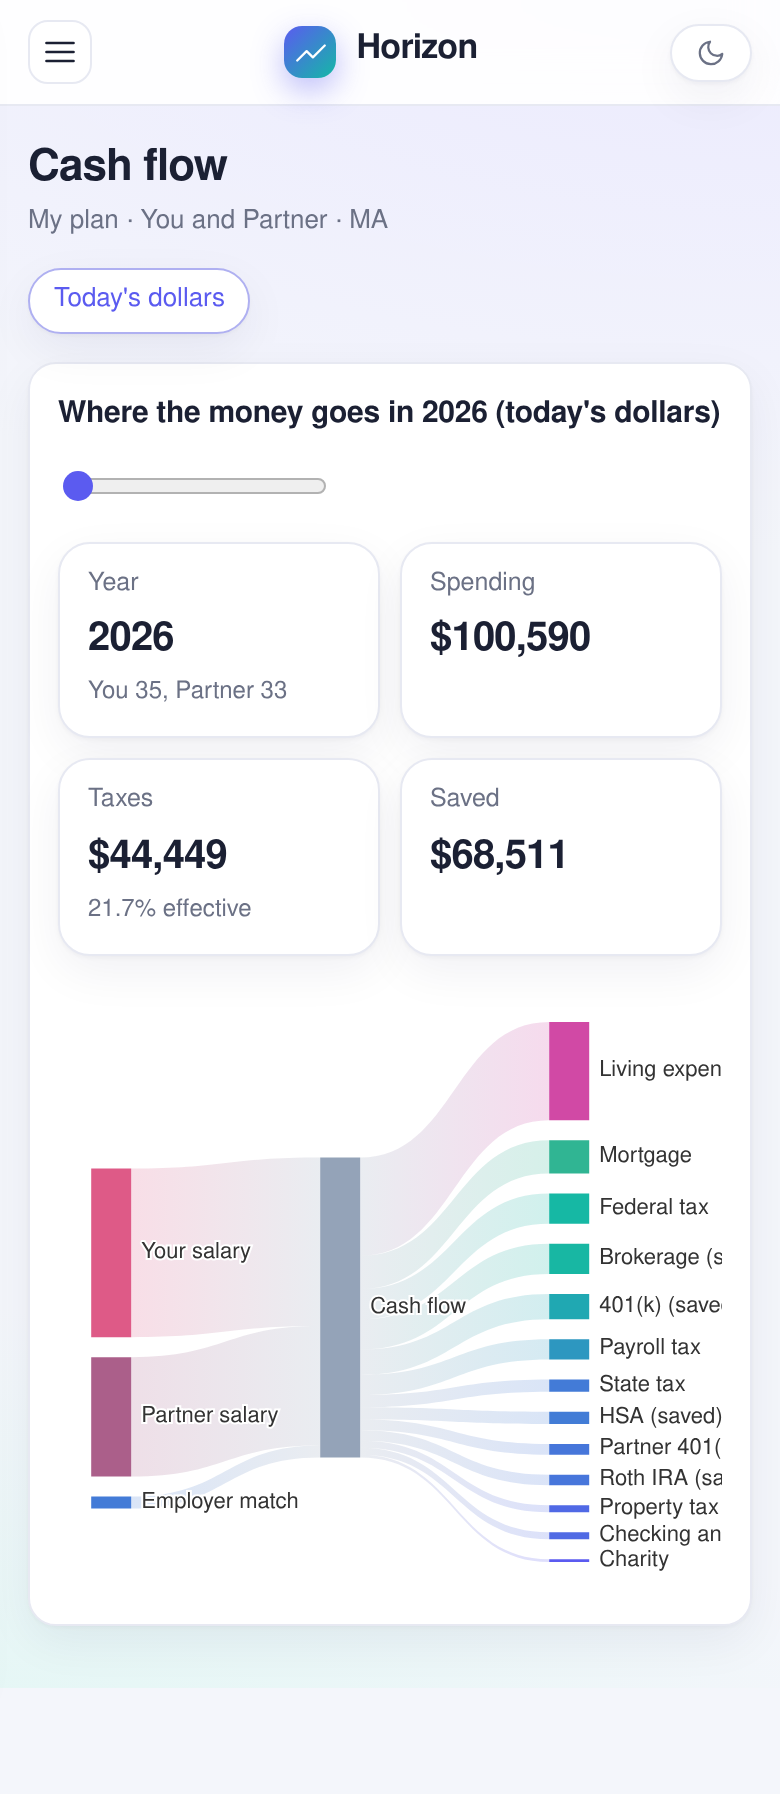 Horizon
Cash flow
My plan · You and Partner · MA
Today's dollars
Where the money goes in 2026 (today's dollars)
Year
2026
You 35, Partner 33
Spending
$100,590
Taxes
$44,449
21.7% effective
Saved
$68,511
Your salary
Partner salary
Employer match
Cash flow
Living expen
Mortgage
Federal tax
Brokerage (s
401(k) (save
Payroll tax
State tax
HSA (saved)
Partner 401(
Roth IRA (sa
Property tax
Checking an
Charity